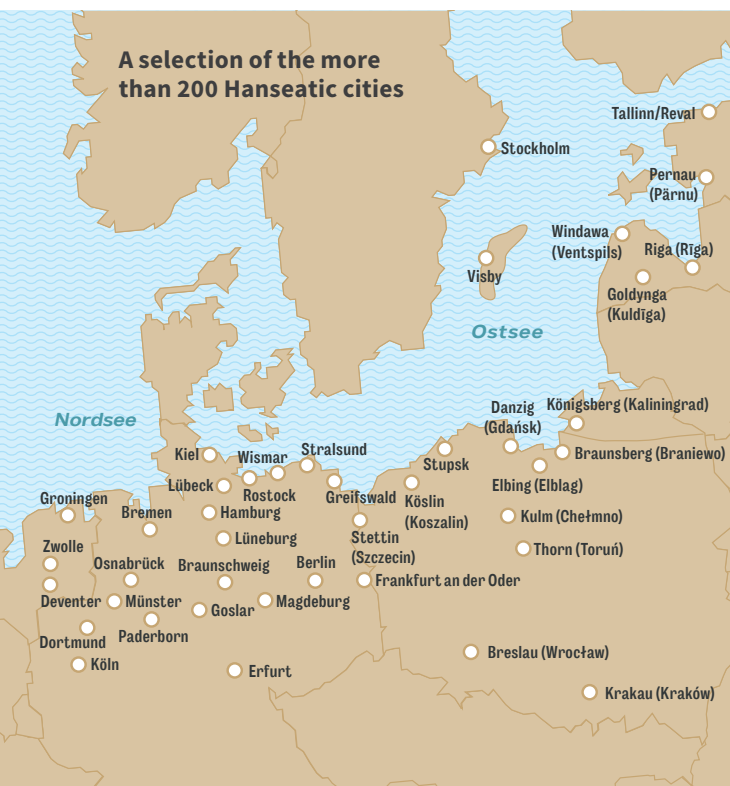 A selection of the more
than 200 Hanseatic cities
Tallinn/Reval
Stockholm
Pernau
(Pärnu)
Windawa
(Ventspils)
Riga (Rīga)
Visby
Goldynga
(Kuldīga)
Ostsee
Nordsee
Danzig
(Gdańsk)
Königsberg (Kaliningrad)
Kiel
Wismar
Stralsund
Stupsk
Braunsberg (Braniewo)
Lübeck
Rostock
Greifswald
Köslin
(Koszalin)
Elbing (Elblag)
Groningen
Bremen
Hamburg
Kulm (Chełmno)
Lüneburg
Stettin
(Szczecin)
Thorn (Toruń)
Zwolle
Osnabrück
Braunschweig
Berlin
Frankfurt an der Oder
Deventer
Münster
Goslar
Magdeburg
Dortmund
Paderborn
Köln
Erfurt
Breslau (Wrocław)
Krakau (Kraków)